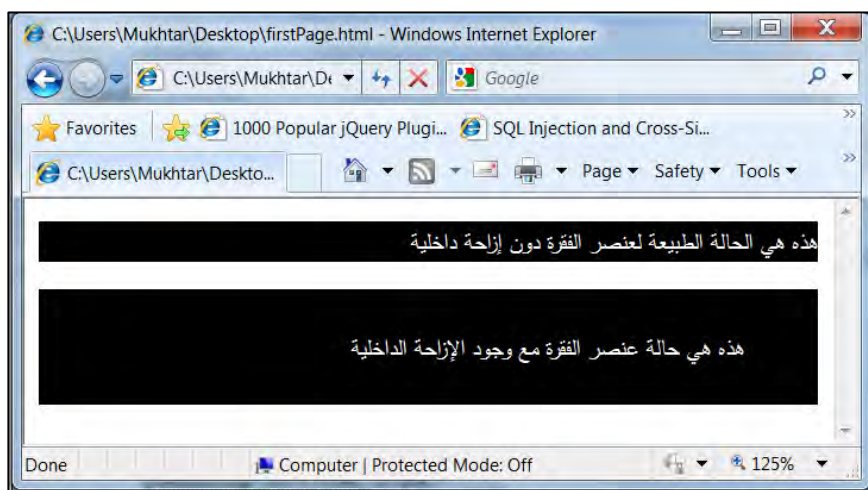 C:\Users\Mukhtar\Desktop\firstPage.html - Windows Internet Explorer
C:\Users\Mukhtar\De Google
Favorites 1000 Popular jQuery Plugi... SQL Injection and Cross-Si...
C:\Users\Mukhtar\Deskto... Page Safety Tools
هذه هي الحالة الطبيعة لعنصر الفقرة دون إزاحة داخلية
هذه هي حالة عنصر الفقرة مع وجود الإزاحة الداخلية
Done Computer | Protected Mode: Off 125%